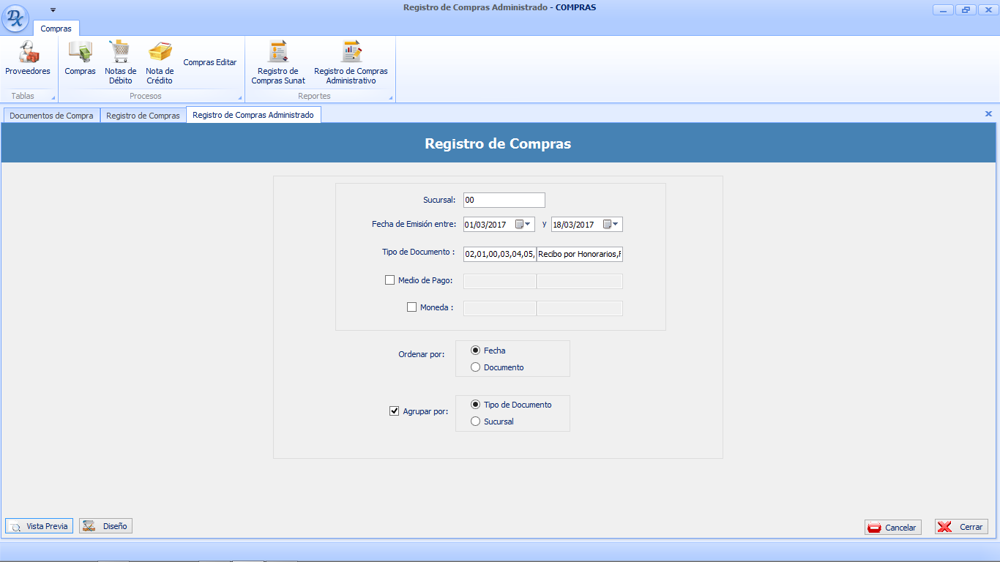 Registro de Compras Administrado - COMPRAS
Compras
Proveedores
Compras
Notas de
Débito
Nota de
Crédito
Compras Editar
Registro de
Compras Sunat
Registro de Compras
Administrativo
Tablas
Procesos
Reportes
Documentos de Compra
Registro de Compras
Registro de Compras Administrado
Registro de Compras
Sucursal: 00
Fecha de Emisión entre: 01/03/2017 y 18/03/2017
Tipo de Documento : 02,01,00,03,04,05, Recibo por Honorarios,F
Medio de Pago:
Moneda :
Ordenar por:
Fecha
Documento
Agrupar por:
Tipo de Documento
Sucursal
Vista Previa
Diseño
Cancelar
Cerrar